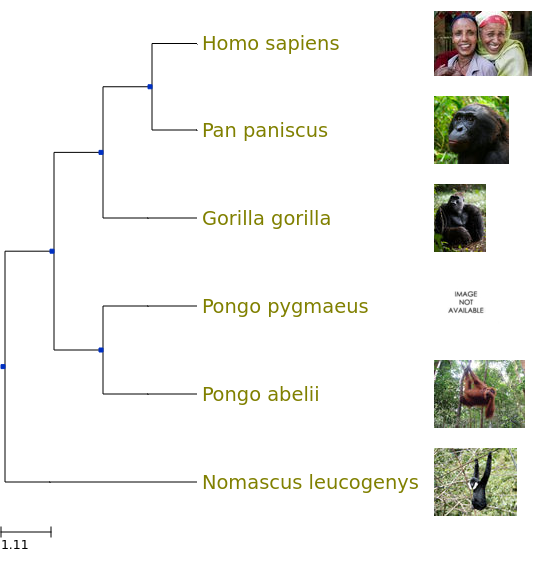 Homo sapiens
Pan paniscus
Gorilla gorilla
Pongo pygmaeus
IMAGE
NOT
AVAILABLE
Pongo abelii
Nomascus leucogenys
1.11